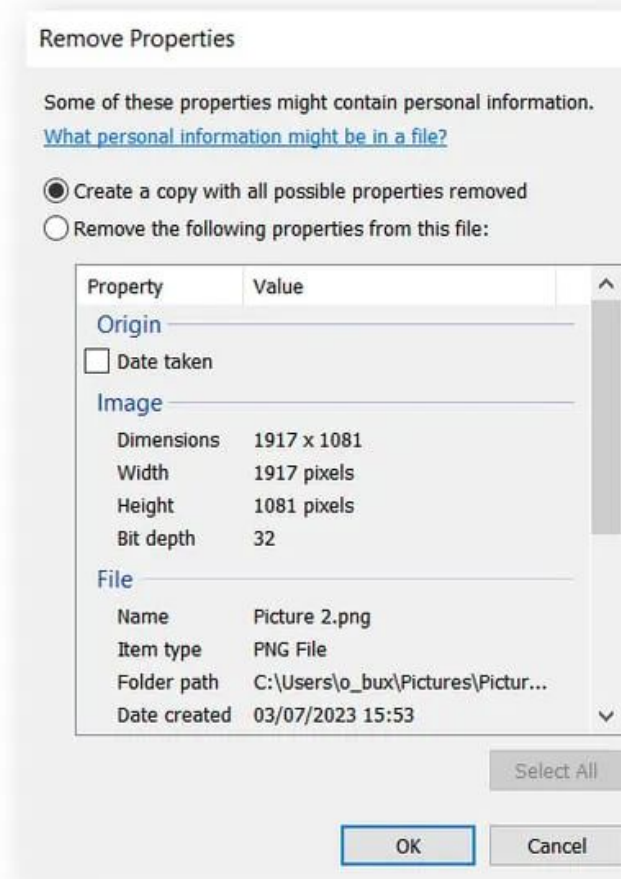 Remove Properties
Some of these properties might contain personal information.
What personal information might be in a file?
Create a copy with all possible properties removed
Remove the following properties from this file:
Property Value
Origin
Date taken
Image
Dimensions 1917 x 1081
Width 1917 pixels
Height 1081 pixels
Bit depth 32
File
Name Picture 2.png
Item type PNG File
Folder path C:\Users\o_bux\Pictures\Pictur...
Date created 03/07/2023 15:53
Select All
OK Cancel